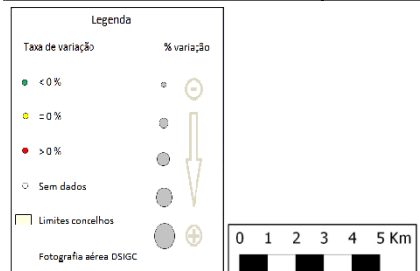 Legenda
Taxa de variação % variação
< 0 %
= 0 %
> 0 %
Sem dados
Limites concelhos
Fotografia aérea DSIGC
0 1 2 3 4 5 Km